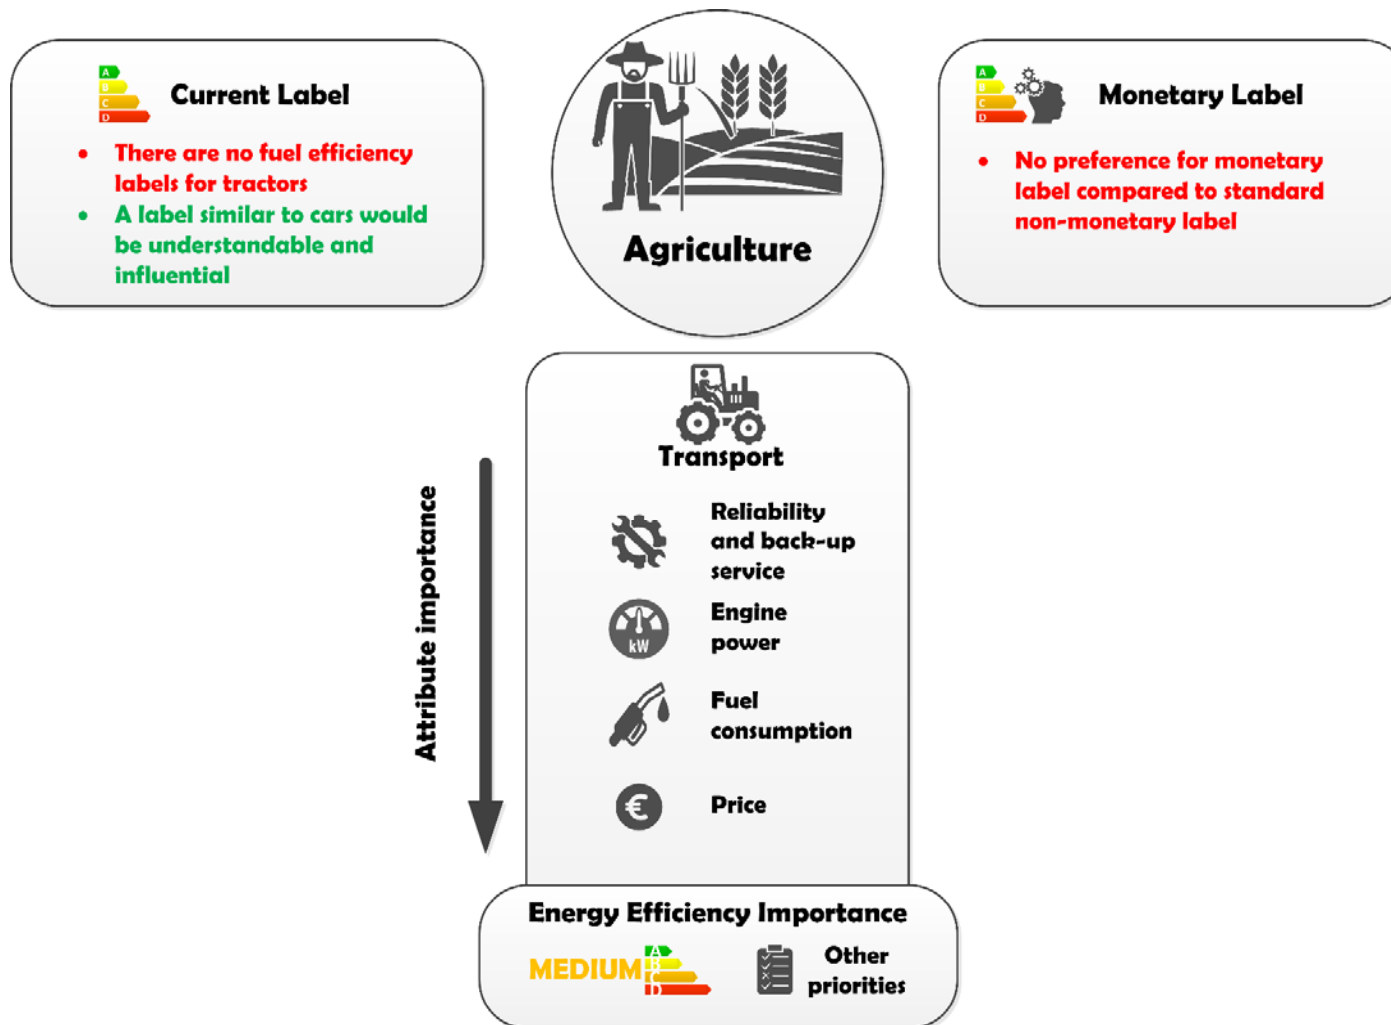 A
B
C
D
Current Label
There are no fuel efficiency
labels for tractors
A label similar to cars would
be understandable and
influential
Agriculture
A
B
C
D
Monetary Label
No preference for monetary
label compared to standard
non-monetary label
Attribute importance
Transport
Reliability
and back-up
service
kW
Engine
power
Fuel
consumption
€
Price
Energy Efficiency Importance
MEDIUM
A
B
C
D
Other
priorities